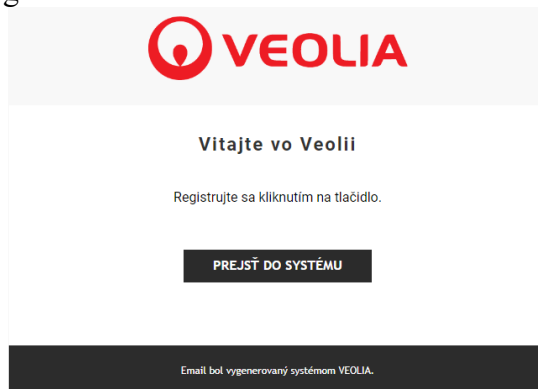 VEOLIA
Vitajte vo Veolii
Registrujte sa kliknutím na tlačidlo.
PREJSŤ DO SYSTÉMU
Email bol vygenerovaný systémom VEOLIA.